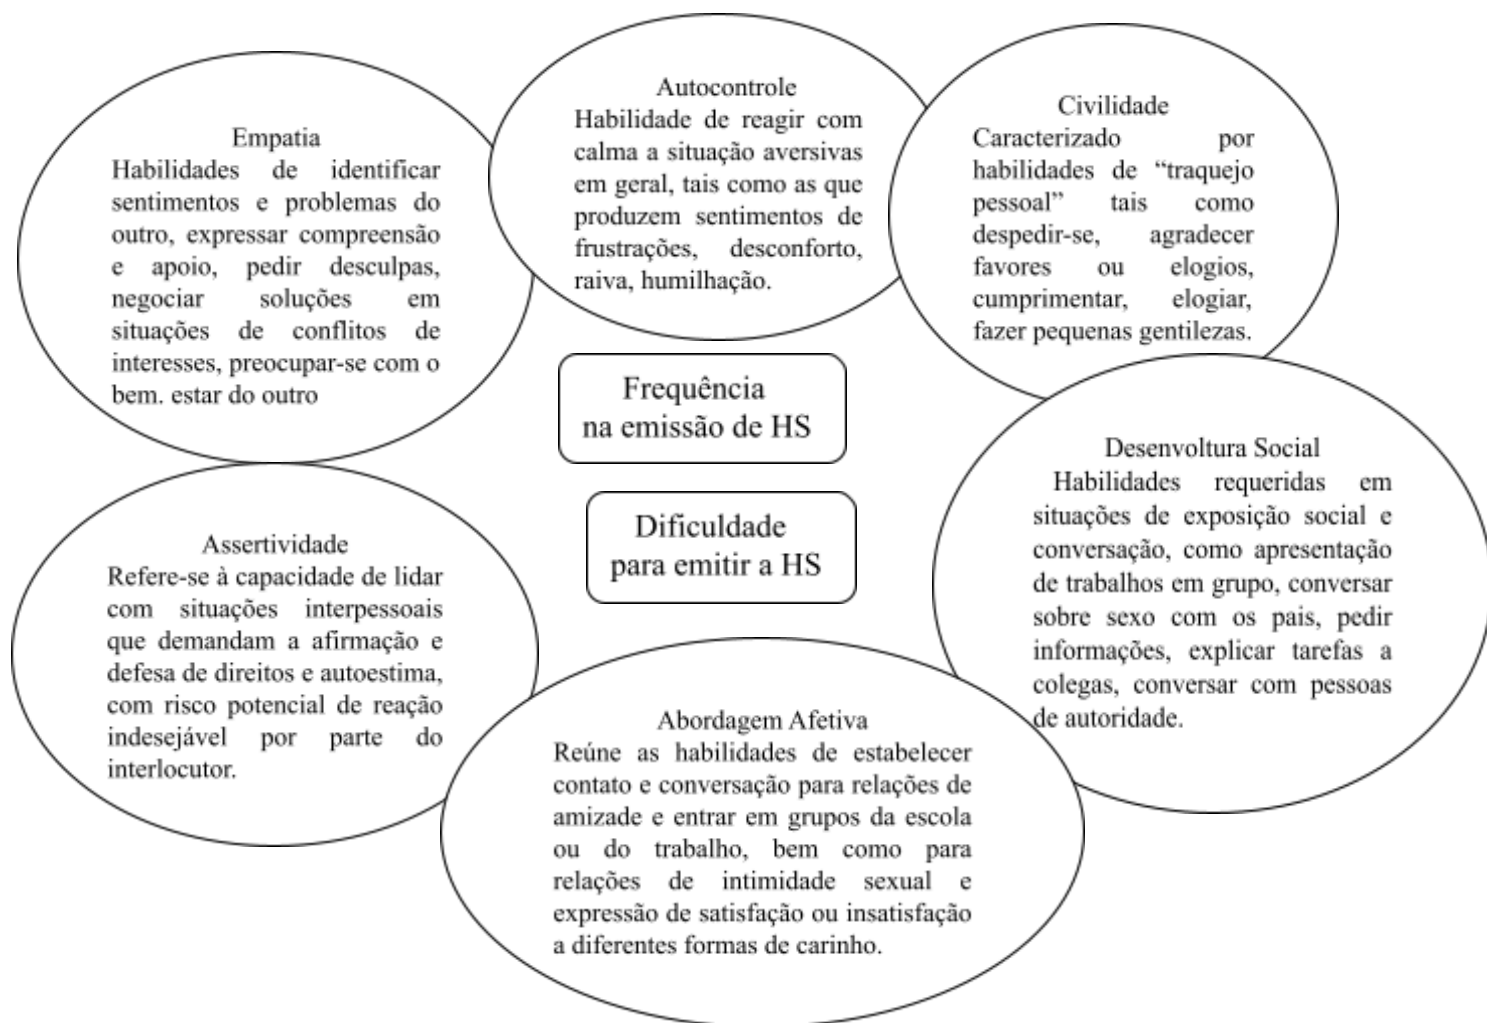 Empatia
Habilidades de identificar
sentimentos e problemas do
outro, expressar compreensão
e apoio, pedir desculpas,
negociar soluções em
situações de conflitos de
interesses, preocupar-se com o
bem. estar do outro
Autocontrole
Habilidade de reagir com
calma a situação aversivas
em geral, tais como as que
produzem sentimentos de
frustrações, desconforto,
raiva, humilhação.
Civilidade
Caracterizado por
habilidades de “traquejo
pessoal” tais como
despedir-se, agradecer
favores ou elogios,
cumprimentar, elogiar,
fazer pequenas gentilezas.
Frequência
na emissão de HS
Dificuldade
para emitir a HS
Desenvoltura Social
Habilidades requeridas em
situações de exposição social e
conversação, como apresentação
de trabalhos em grupo, conversar
sobre sexo com os pais, pedir
informações, explicar tarefas a
colegas, conversar com pessoas
de autoridade.
Assertividade
Refere-se à capacidade de lidar
com situações interpessoais
que demandam a afirmação e
defesa de direitos e autoestima,
com risco potencial de reação
indesejável por parte do
interlocutor.
Abordagem Afetiva
Reúne as habilidades de estabelecer
contato e conversação para relações de
amizade e entrar em grupos da escola
ou do trabalho, bem como para
relações de intimidade sexual e
expressão de satisfação ou insatisfação
a diferentes formas de carinho.